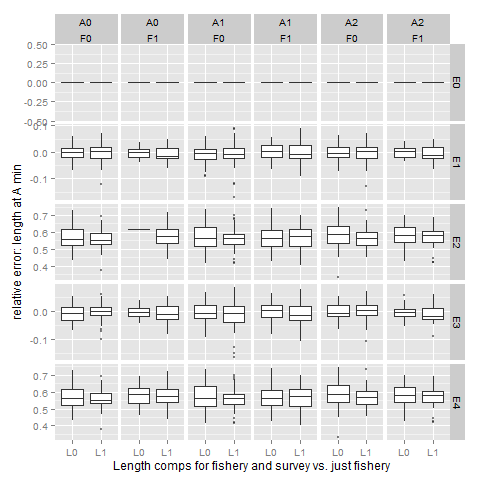 A0 A0 A1 A1 A2 A2
F0 F1 F0 F1 F0 F1
0.50
0.25
0.00
-0.25
-0.50
E0
0.1
0.0
-0.1
E1
0.7
0.6
0.5
0.4
E2
0.0
-0.1
E3
0.7
0.6
0.5
0.4
E4
relative error: length at A min
L0 L1 L0 L1 L0 L1 L0 L1 L0 L1 L0 L1
Length comps for fishery and survey vs. just fishery